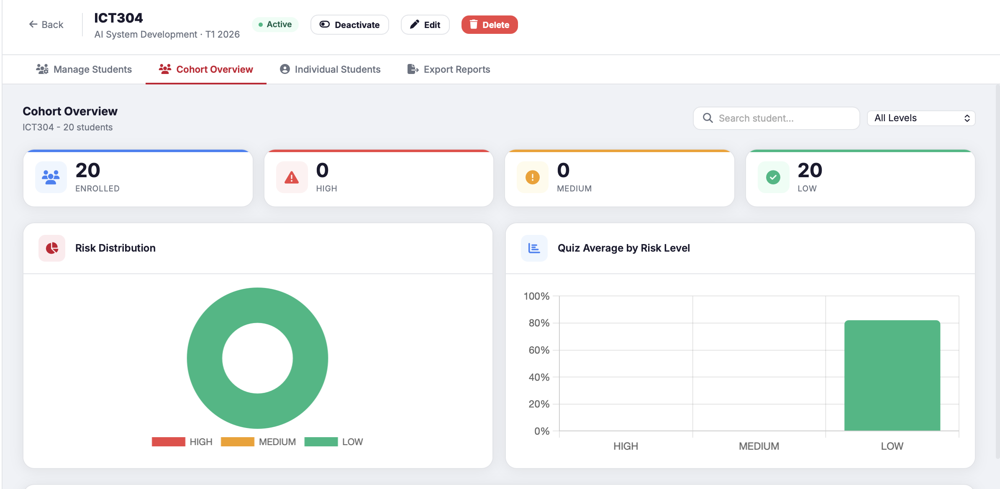 Back
ICT304
AI System Development · T1 2026
Active
Deactivate
Edit
Delete
Manage Students
Cohort Overview
Individual Students
Export Reports
Cohort Overview
ICT304 - 20 students
Search student...
All Levels
20
ENROLLED
0
HIGH
0
MEDIUM
20
LOW
Risk Distribution
HIGH
MEDIUM
LOW
Quiz Average by Risk Level
100%
80%
60%
40%
20%
0%
HIGH
MEDIUM
LOW